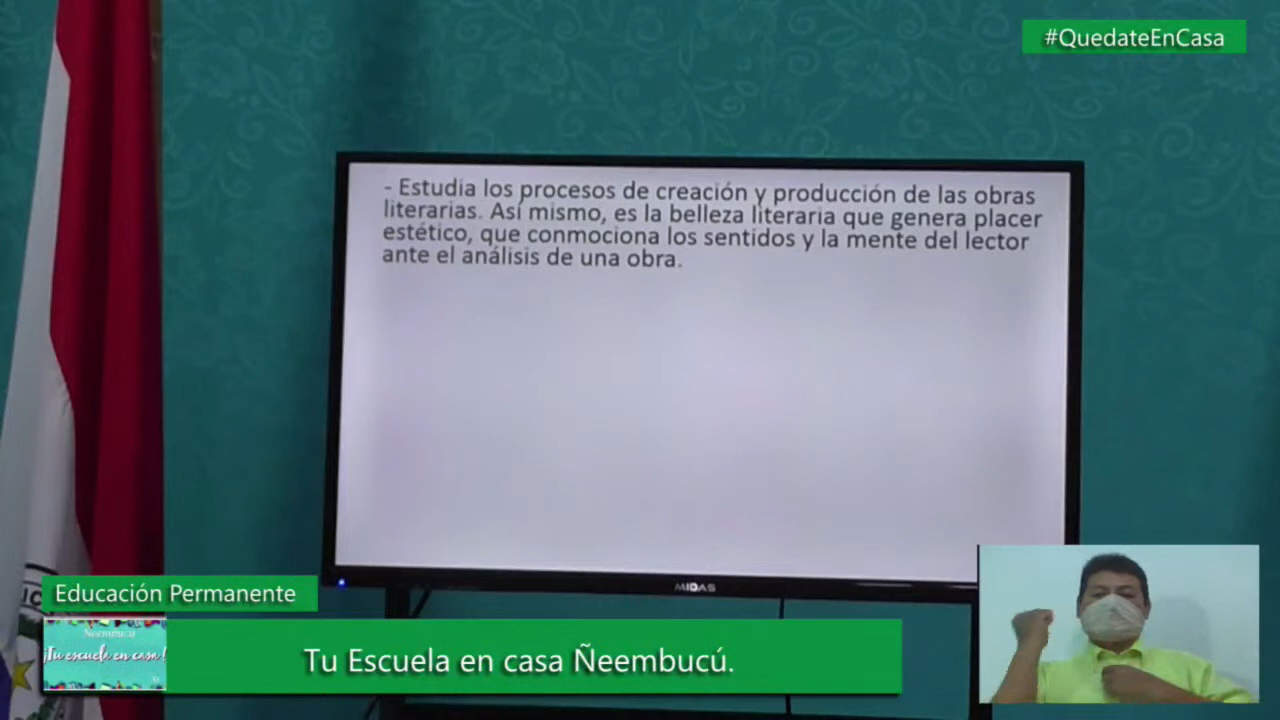 #QuedateEnCasa
- Estudia los procesos de creación y producción de las obras
literarias. Así mismo, es la belleza literaria que genera placer
estético, que conmociona los sentidos y la mente del lector
ante el análisis de una obra.
MIDAS
Educación Permanente
Ñeembucú
¡Tu escuela en casa!
Tu Escuela en casa Ñeembucú.